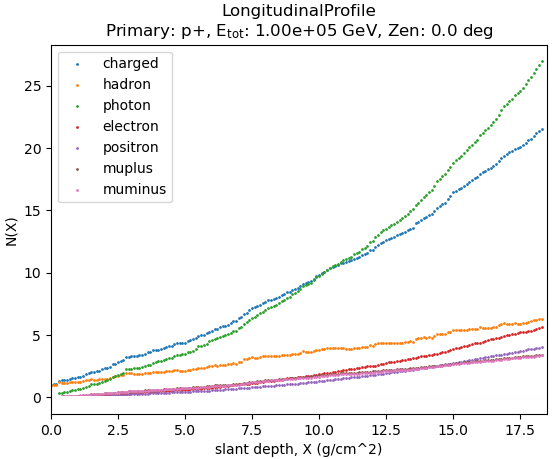 LongitudinalProfile
Primary: p+, E_tot: 1.00e+05 GeV, Zen: 0.0 deg
charged
hadron
photon
electron
positron
muplus
muminus
N(X)
25
20
15
10
5
0
0.0 2.5 5.0 7.5 10.0 12.5 15.0 17.5
slant depth, X (g/cm^2)